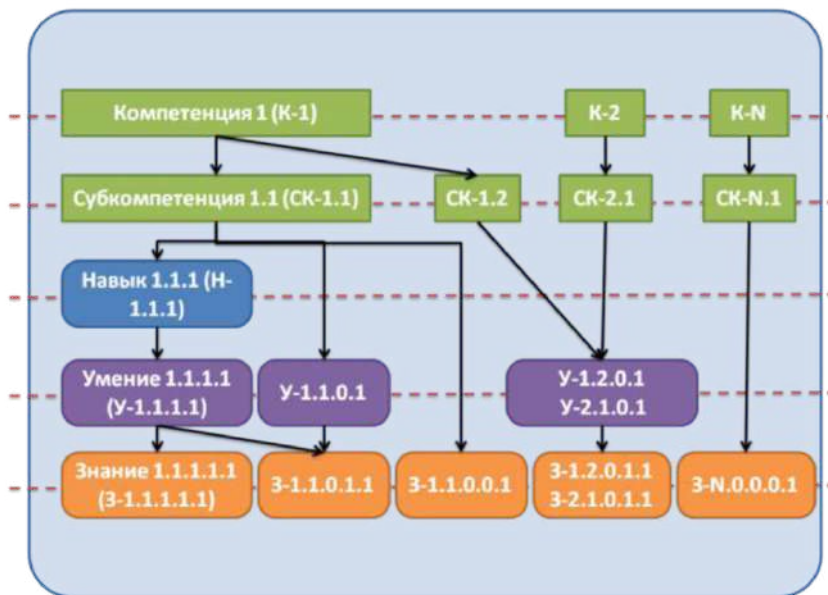 Компетенция 1 (К-1)
К-2
К-N
Субкомпетенция 1.1 (СК-1.1)
СК-1.2
СК-2.1
СК-N.1
Навык 1.1.1 (Н-
1.1.1)
Умение 1.1.1.1
(У-1.1.1.1)
У-1.1.0.1
У-1.2.0.1
У-2.1.0.1
Знание 1.1.1.1.1
(З-1.1.1.1.1)
З-1.1.0.1.1
З-1.1.0.0.1
З-1.2.0.1.1
З-2.1.0.1.1
З-N.0.0.0.1